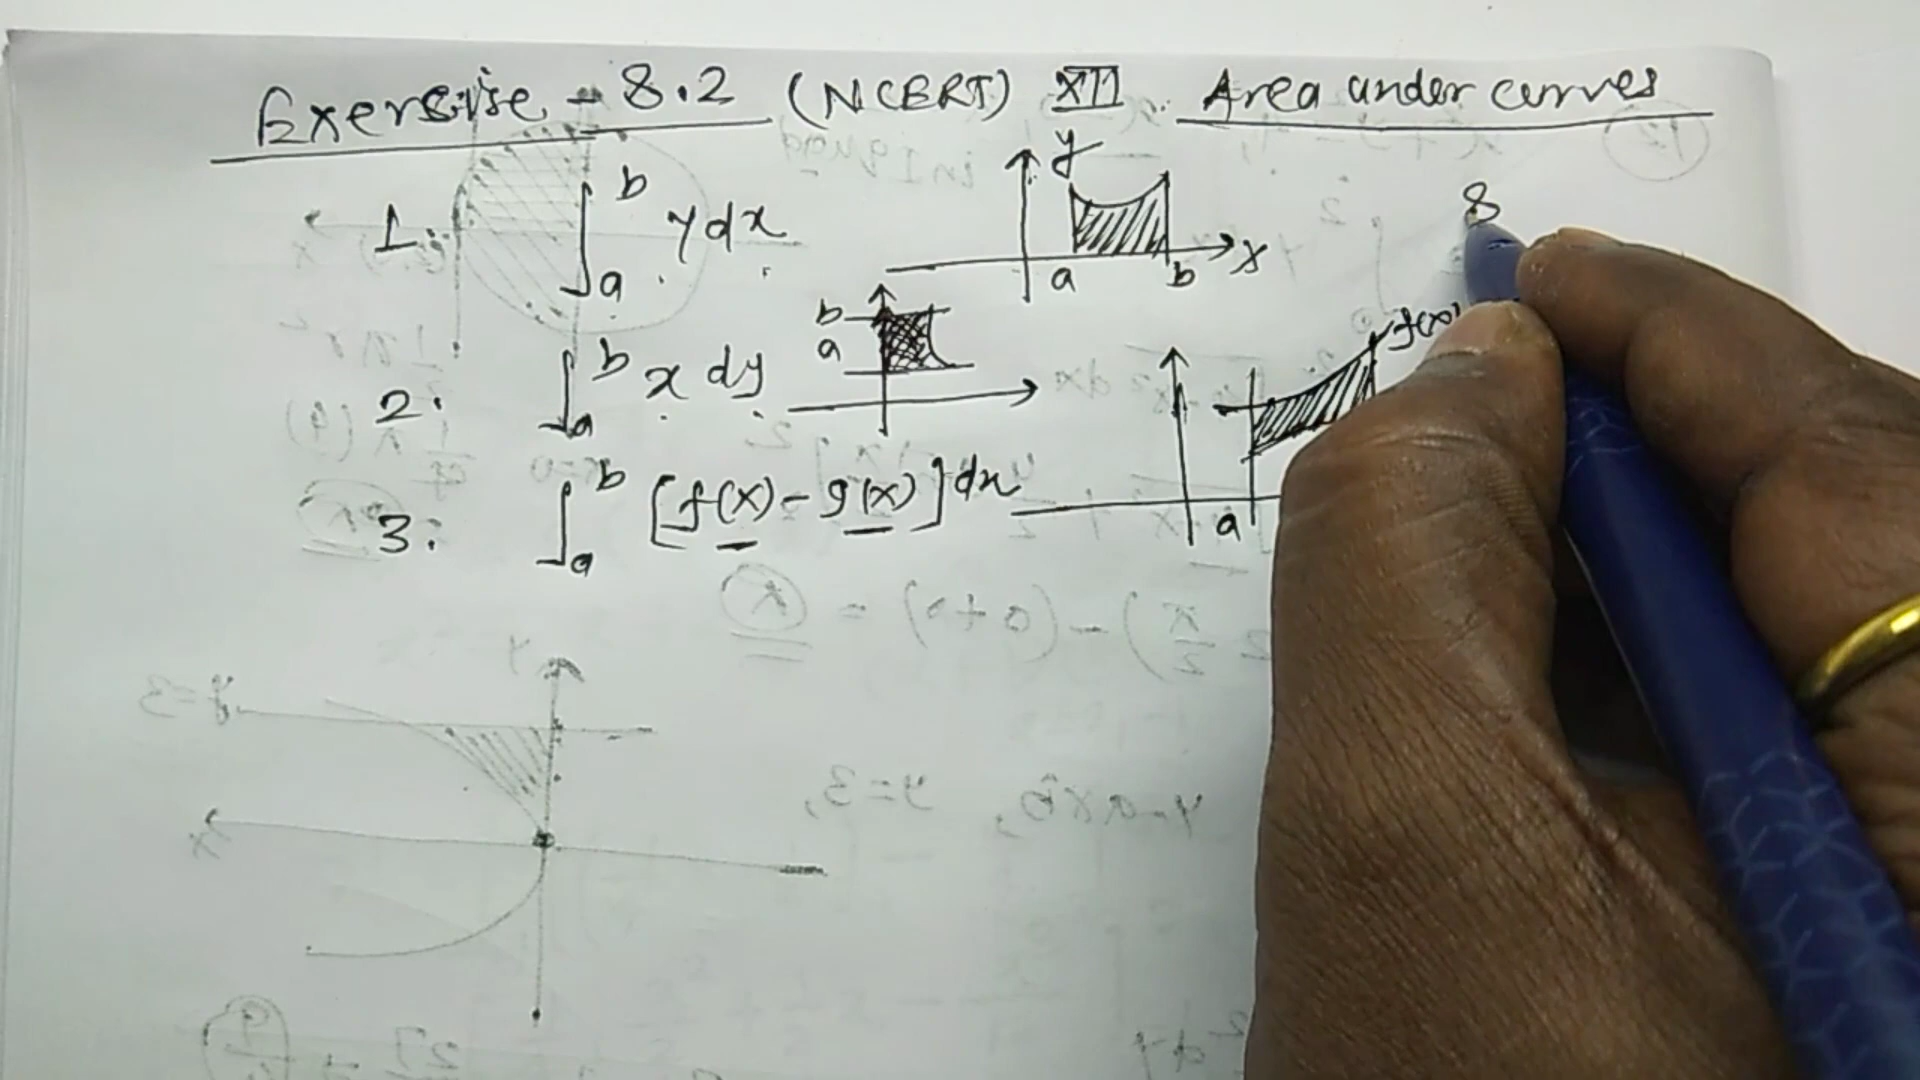 Exersise - 8.2 (NCERT) XII Area under curves
1. ∫ₐᵇ y dx
y
a b x
8
2. ∫ₐᵇ x dy
b
a
f(x)
3. ∫ₐᵇ [f(x) - g(x)] dx
a